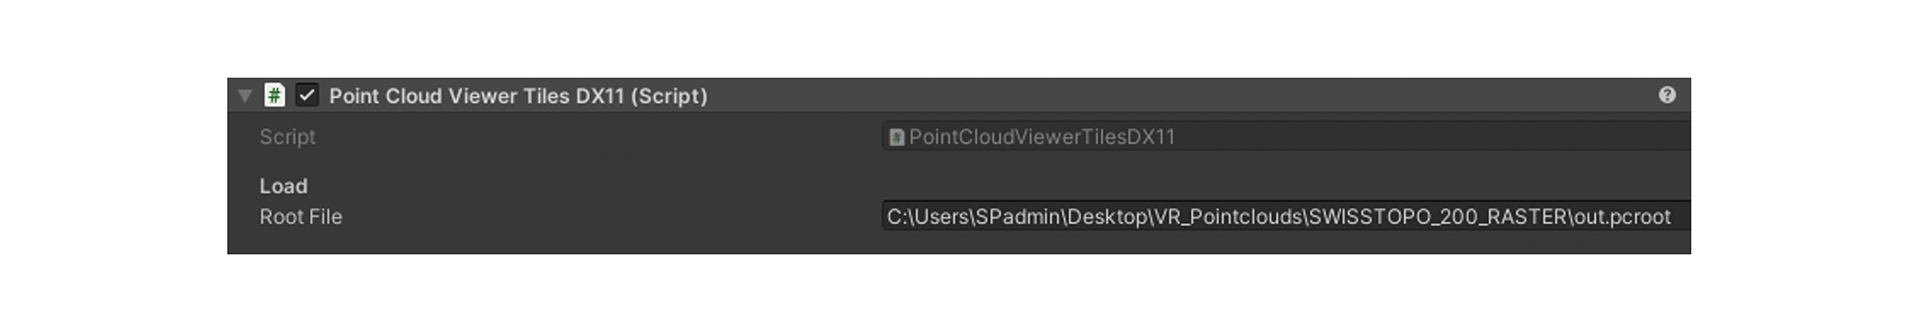 # Point Cloud Viewer Tiles DX11 (Script) ?
Script # PointCloudViewerTilesDX11
Load
Root File C:\Users\SPadmin\Desktop\VR_Pointclouds\SWISSTOPO_200_RASTER\out.pcroot